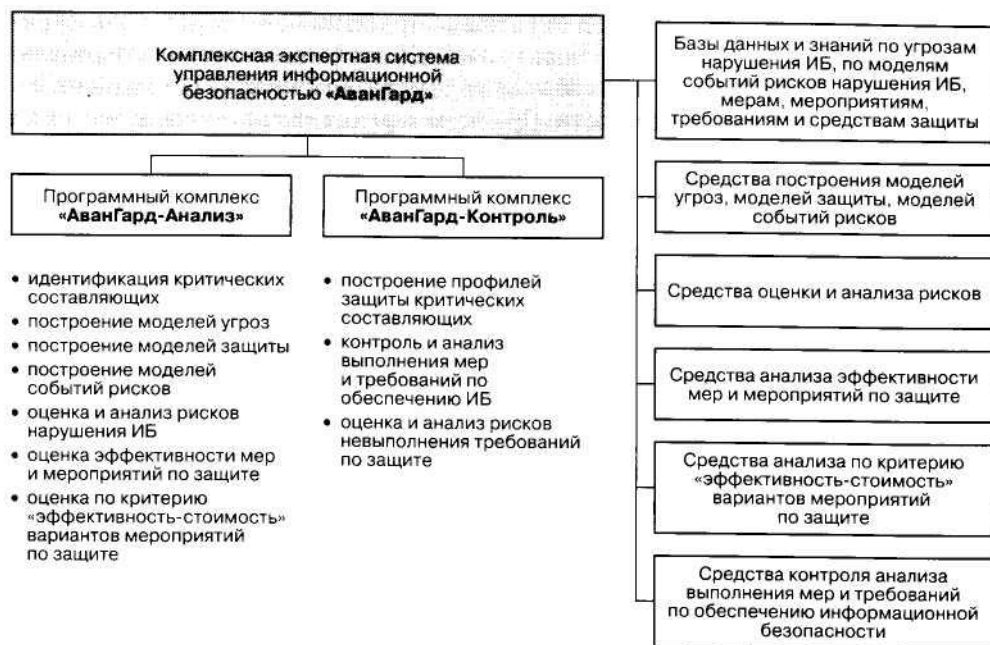 Комплексная экспертная система
управления информационной
безопасностью «АванГард»
Программный комплекс
«АванГард-Анализ»
• идентификация критических
составляющих
• построение моделей угроз
• построение моделей защиты
• построение моделей
событий рисков
• оценка и анализ рисков
нарушения ИБ
• оценка эффективности мер
и мероприятий по защите
• оценка по критерию
«эффективность-стоимость»
вариантов мероприятий
по защите
Программный комплекс
«АванГард-Контроль»
• построение профилей
защиты критических
составляющих
• контроль и анализ
выполнения мер
и требований по
обеспечению ИБ
• оценка и анализ рисков
невыполнения требований
по защите
Базы данных и знаний по угрозам
нарушения ИБ, по моделям
событий рисков нарушения ИБ,
мерам, мероприятиям,
требованиям и средствам защиты
Средства построения моделей
угроз, моделей защиты, моделей
событий рисков
Средства оценки и анализа рисков
Средства анализа эффективности
мер и мероприятий по защите
Средства анализа по критерию
«эффективность-стоимость»
вариантов мероприятий
по защите
Средства контроля анализа
выполнения мер и требований
по обеспечению информационной
безопасности